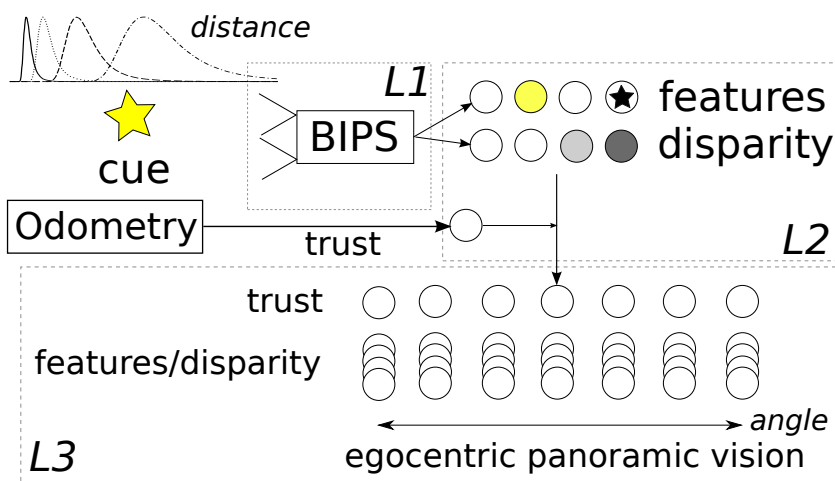 distance
L1
BIPS
features
disparity
cue
Odometry
trust
L2
trust
features/disparity
angle
egocentric panoramic vision
L3